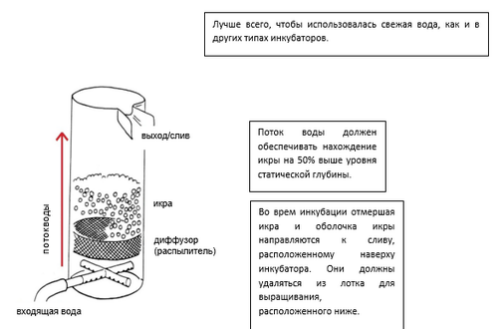 Лучше всего, чтобы использовалась свежая вода, как и в
других типах инкубаторов.
выход/слив
Поток воды должен
обеспечивать нахождение
икры на 50% выше уровня
статической глубины.
потокводы
икра
диффузор
(распылитель)
входящая вода
Во врем инкубации отмершая
икра и оболочка икры
направляются к сливу,
расположенному наверху
инкубатора. Они должны
удаляться из лотка для
выращивания,
расположенного ниже.